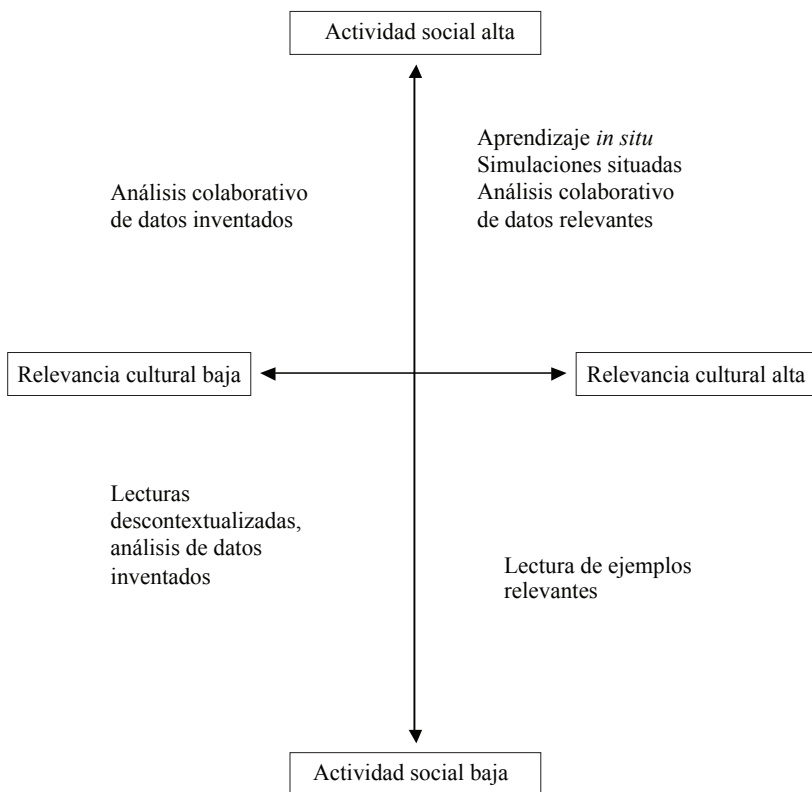 Actividad social alta
Aprendizaje in situ
Simulaciones situadas
Análisis colaborativo
de datos relevantes
Análisis colaborativo
de datos inventados
Relevancia cultural baja
Relevancia cultural alta
Lecturas
descontextualizadas,
análisis de datos
inventados
Lectura de ejemplos
relevantes
Actividad social baja